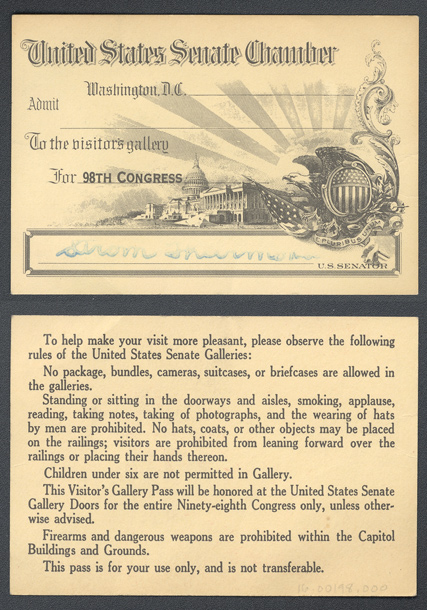 United States Senate Chamber
Washington, D.C.
Admit
To the visitor's gallery
For 98TH CONGRESS
E PLURIBUS UNUM
Strom Thurmond
U.S. SENATOR
To help make your visit more pleasant, please observe the following
rules of the United States Senate Galleries:
No package, bundles, cameras, suitcases, or briefcases are allowed in
the galleries.
Standing or sitting in the doorways and aisles, smoking, applause,
reading, taking notes, taking of photographs, and the wearing of hats
by men are prohibited. No hats, coats, or other objects may be placed
on the railings; visitors are prohibited from leaning forward over the
railings or placing their hands thereon.
Children under six are not permitted in Gallery.
This Visitor's Gallery Pass will be honored at the United States Senate
Gallery Doors for the entire Ninety-eighth Congress only, unless other-
wise advised.
Firearms and dangerous weapons are prohibited within the Capitol
Buildings and Grounds.
This pass is for your use only, and is not transferable.